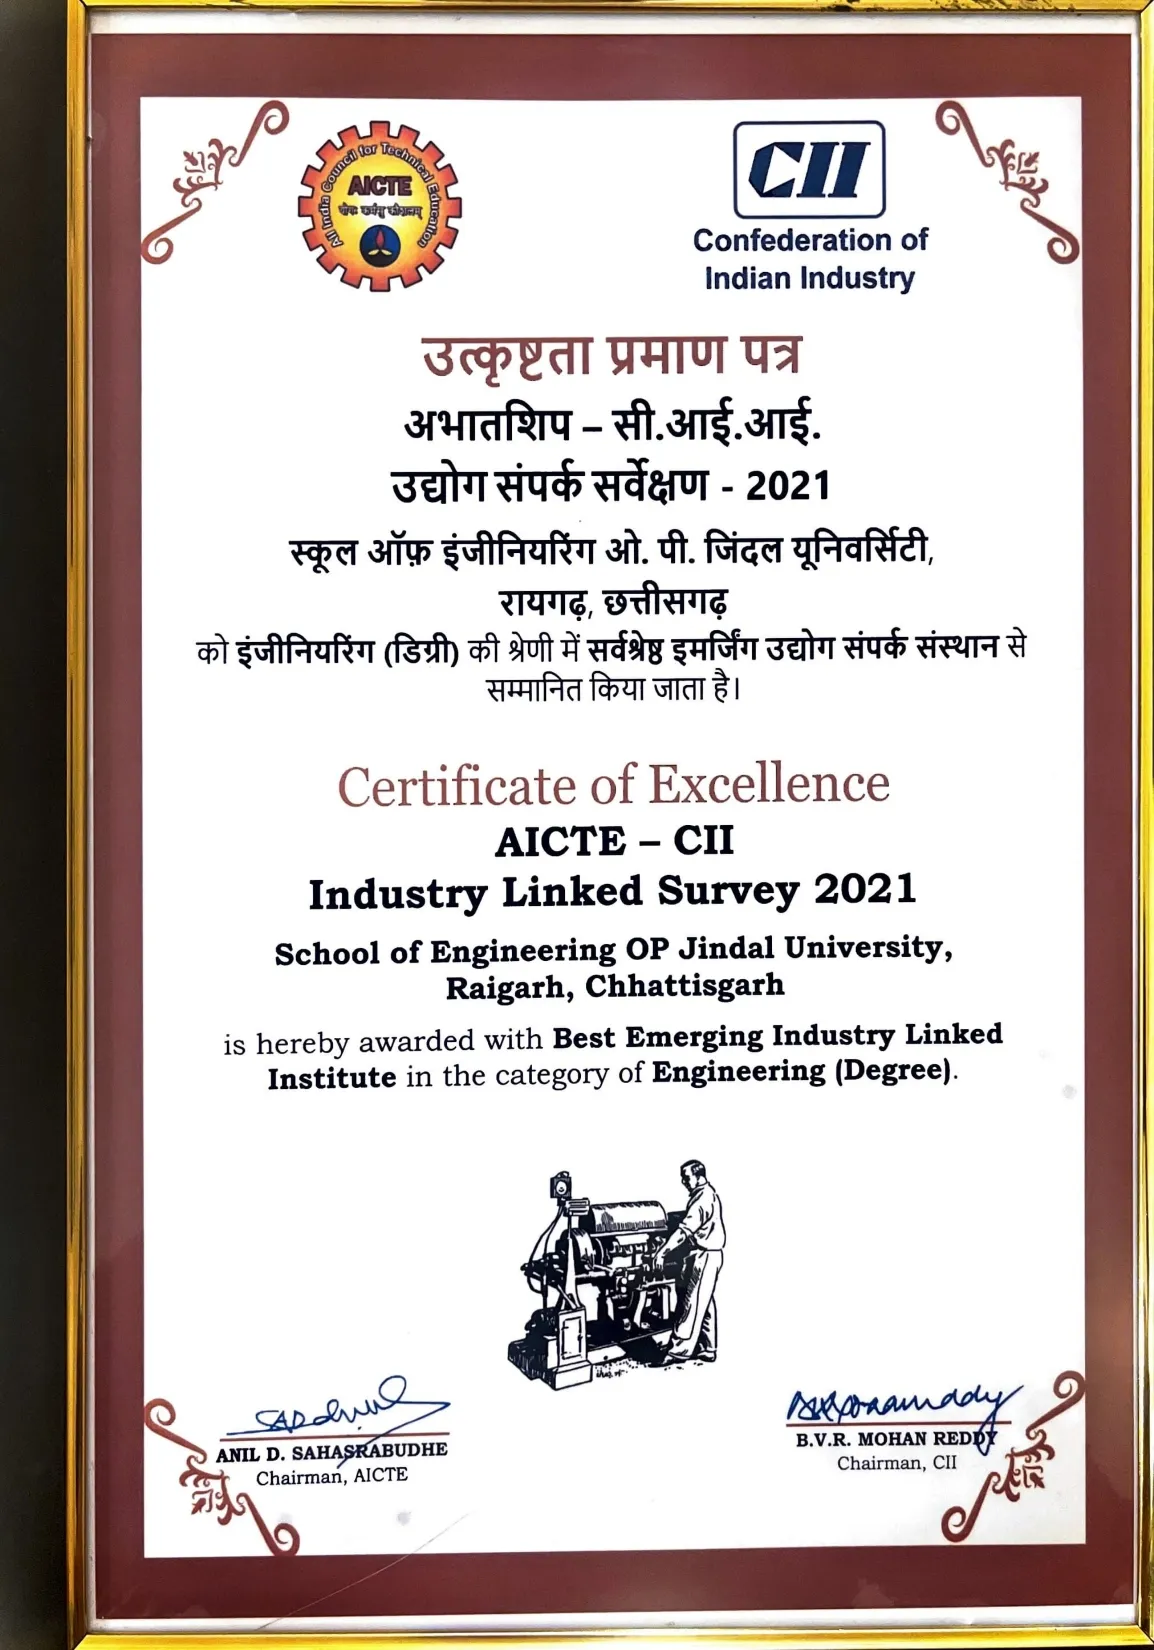 All India Council for Technical Education
AICTE
योगः कर्मसु कौशलम्
CII
Confederation of
Indian Industry
उत्कृष्टता प्रमाण पत्र
अभातशिप – सी.आई.आई.
उद्योग संपर्क सर्वेक्षण - 2021
स्कूल ऑफ़ इंजीनियरिंग ओ. पी. जिंदल यूनिवर्सिटी,
रायगढ़, छत्तीसगढ़
को इंजीनियरिंग (डिग्री) की श्रेणी में सर्वश्रेष्ठ इमर्जिंग उद्योग संपर्क संस्थान से
सम्मानित किया जाता है।
Certificate of Excellence
AICTE – CII
Industry Linked Survey 2021
School of Engineering OP Jindal University,
Raigarh, Chhattisgarh
is hereby awarded with Best Emerging Industry Linked
Institute in the category of Engineering (Degree).
ANIL D. SAHASRABUDHE
Chairman, AICTE
B.V.R. MOHAN REDDY
Chairman, CII